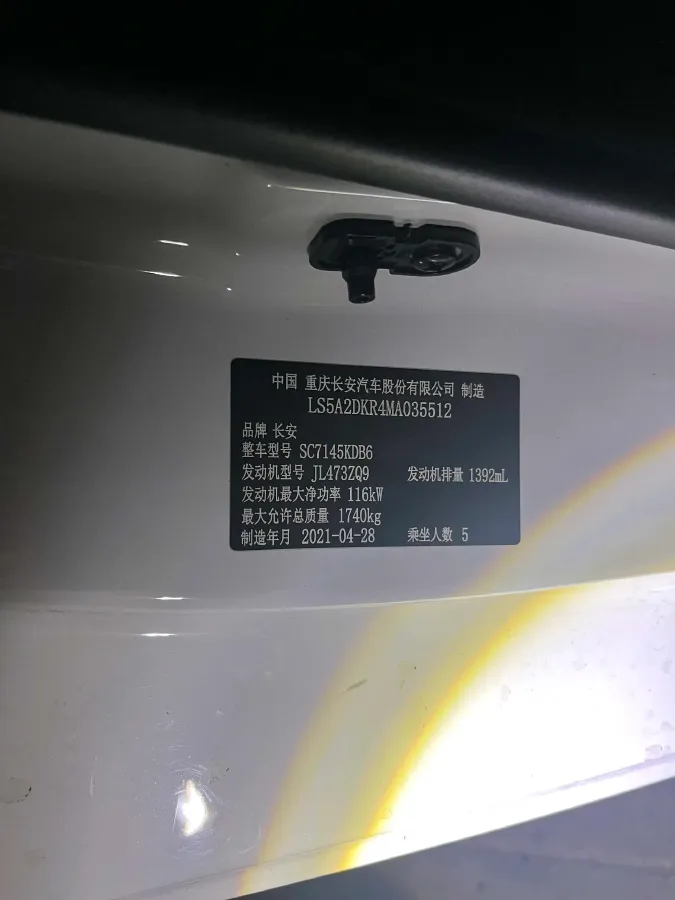 中国 重庆长安汽车股份有限公司 制造
LS5A2DKR4MA035512
品牌 长安
整车型号 SC7145KDB6
发动机型号 JL473ZQ9 发动机排量 1392mL
发动机最大净功率 116kW
最大允许总质量 1740kg
制造年月 2021-04-28 乘坐人数 5